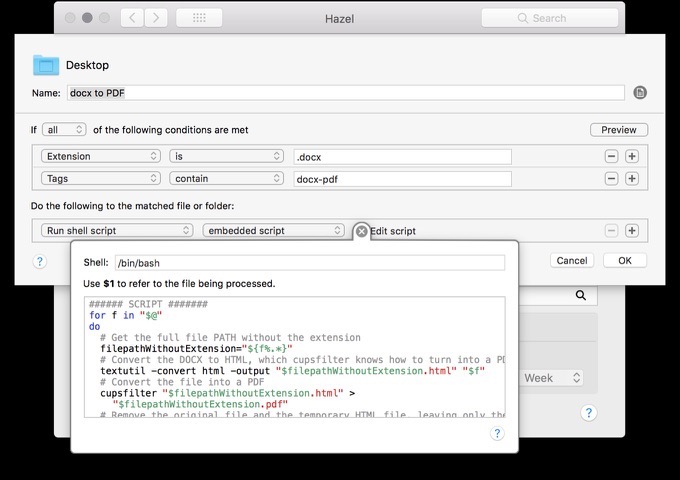 Hazel
Search
Desktop
Name: docx to PDF
If all of the following conditions are met Preview
Extension is .docx
Tags contain docx-pdf
Do the following to the matched file or folder:
Run shell script embedded script Edit script
? Cancel OK
Shell: /bin/bash
Use $1 to refer to the file being processed.
###### SCRIPT #######
for f in "$@"
do
# Get the full file PATH without the extension
filepathWithoutExtension="${f%.*}"
# Convert the DOCX to HTML, which cupsfilter knows how to turn into a PD
textutil -convert html -output "$filepathWithoutExtension.html" "$f"
# Convert the file into a PDF
cupsfilter "$filepathWithoutExtension.html" >
"$filepathWithoutExtension.pdf"
# Remove the original file and the temporary HTML file, leaving only the
Week
?
?